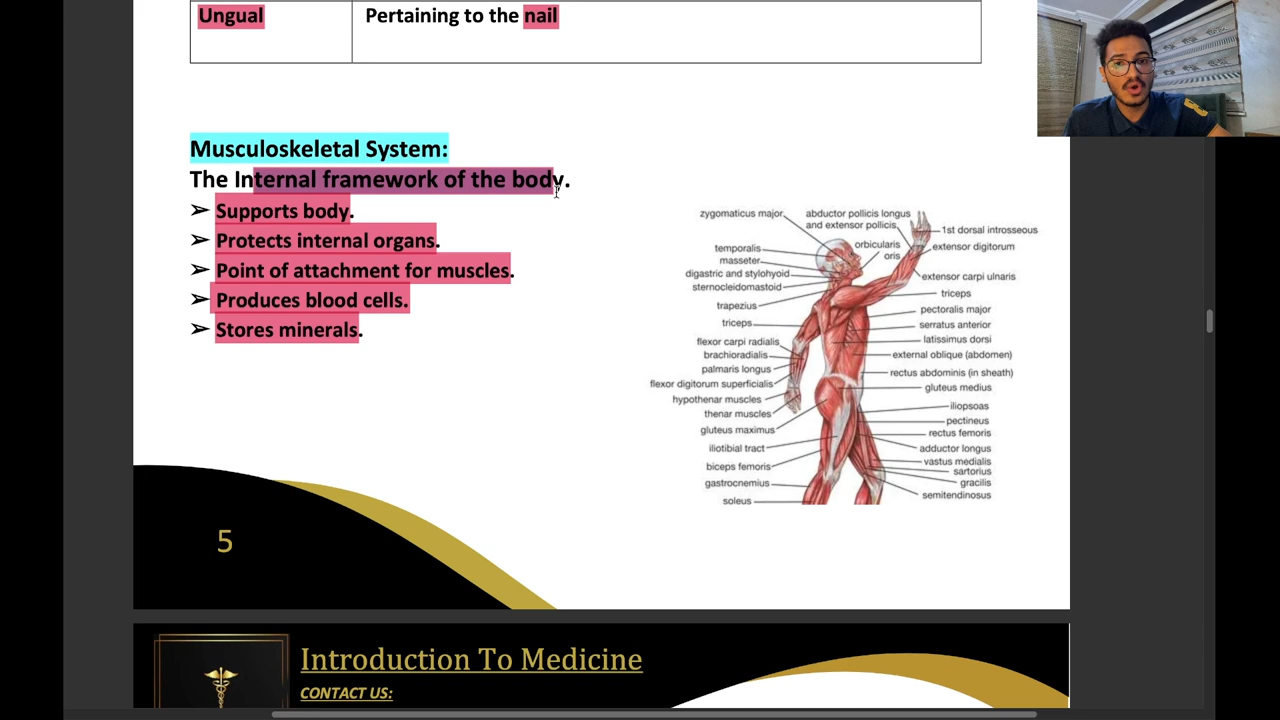 Ungual
Pertaining to the nail
Musculoskeletal System:
The Internal framework of the body.
➢ Supports body.
➢ Protects internal organs.
➢ Point of attachment for muscles.
➢ Produces blood cells.
➢ Stores minerals.
zygomaticus major
temporalis
masseter
digastric and stylohyoid
sternocleidomastoid
trapezius
triceps
flexor carpi radialis
brachioradialis
palmaris longus
flexor digitorum superficialis
hypothenar muscles
thenar muscles
gluteus maximus
iliotibial tract
biceps femoris
gastrocnemius
soleus
abductor pollicis longus
and extensor pollicis
orbicularis
oris
1st dorsal introsseous
extensor digitorum
extensor carpi ulnaris
triceps
pectoralis major
serratus anterior
latissimus dorsi
external oblique (abdomen)
rectus abdominis (in sheath)
gluteus medius
iliopsoas
pectineus
rectus femoris
adductor longus
vastus medialis
sartorius
gracilis
semitendinosus
5
Introduction To Medicine
CONTACT US: